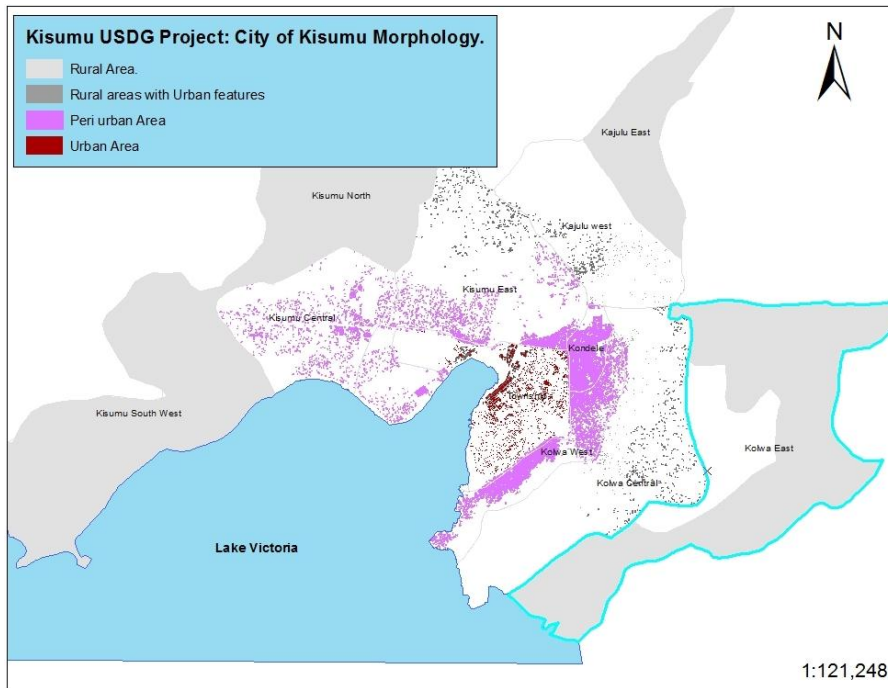 Kisumu USDG Project: City of Kisumu Morphology.
Rural Area.
Rural areas with Urban features
Peri urban Area
Urban Area
N
Kajulu East
Kisumu North
Kajulu west
Kisumu East
Kisumu Central
Kondele
Township
Kisumu South West
Kolwa West
Kolwa East
Kolwa Central
Lake Victoria
1:121,248